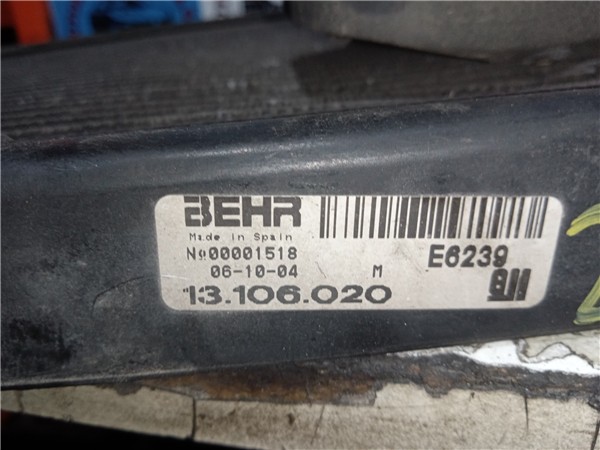 BEHR
Made in Spain
Nº00001518
E6239
06-10-04 M
13.106.020